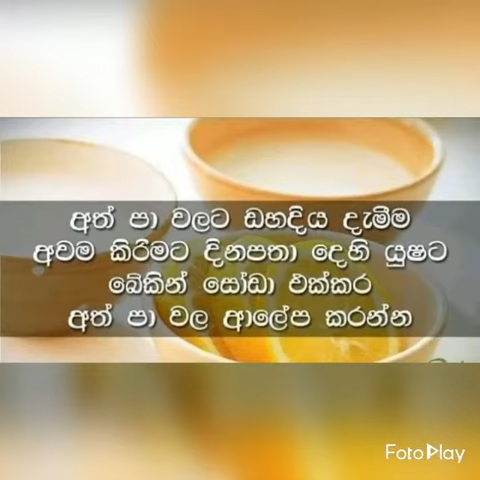 අත් පා වලට ඩහදිය දැමීම
අවම කිරීමට දිනපතා දෙහි යුෂට
බේකින් සෝඩා එක්කර
අත් පා වල ආලේප කරන්න
FotoPlay